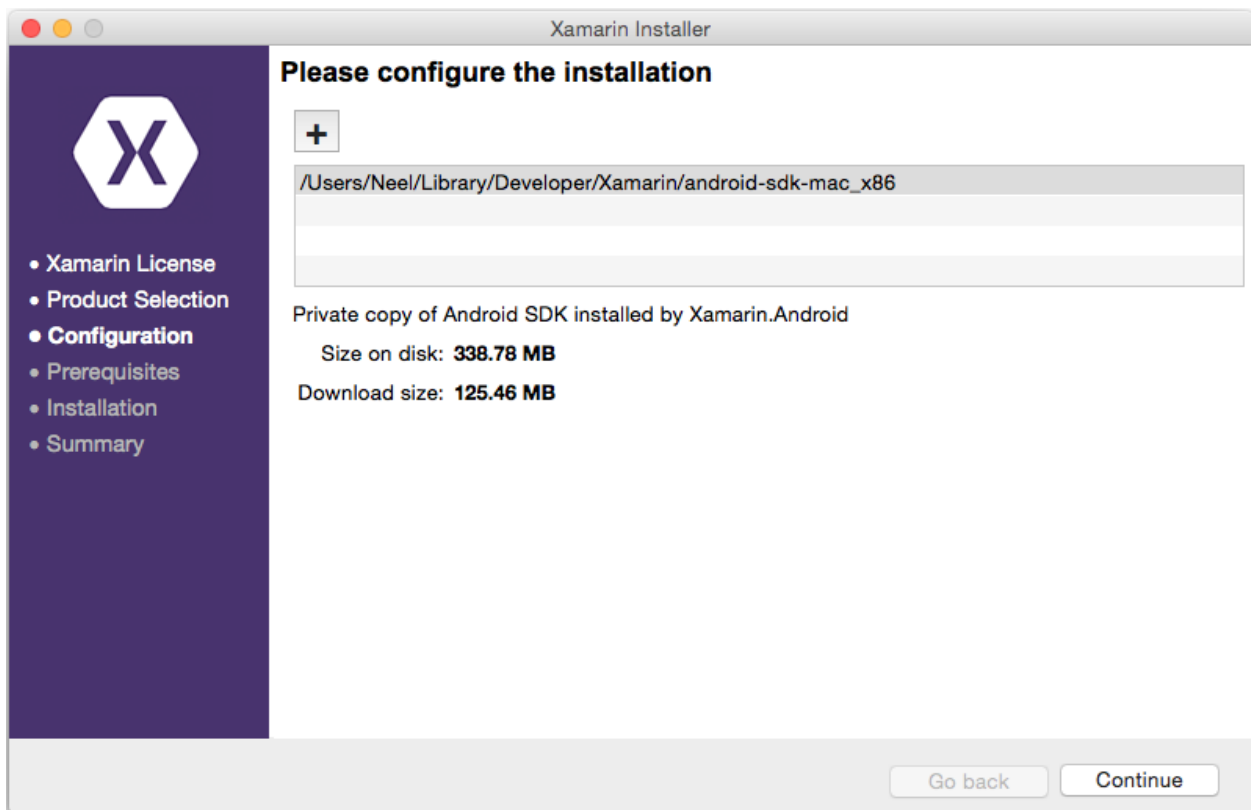 Xamarin Installer
Please configure the installation
+
/Users/Neel/Library/Developer/Xamarin/android-sdk-mac_x86
Private copy of Android SDK installed by Xamarin.Android
Size on disk: 338.78 MB
Download size: 125.46 MB
X
• Xamarin License
• Product Selection
• Configuration
• Prerequisites
• Installation
• Summary
Go back
Continue